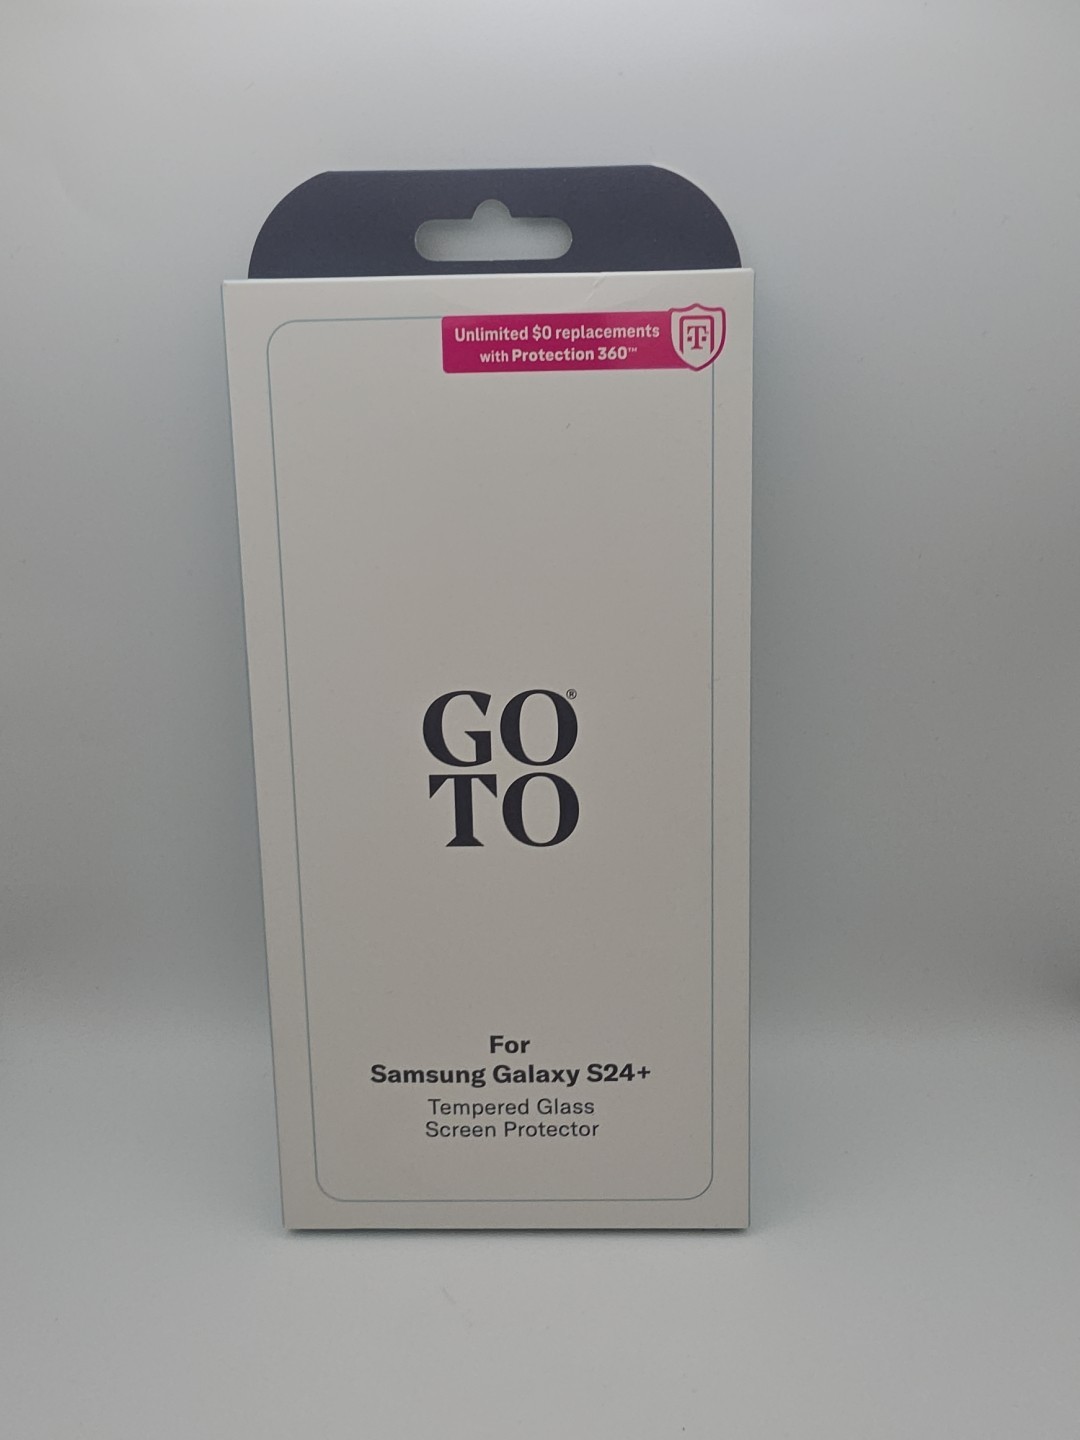 Unlimited $0 replacements
with Protection 360™
T
GO®
TO
For
Samsung Galaxy S24+
Tempered Glass
Screen Protector